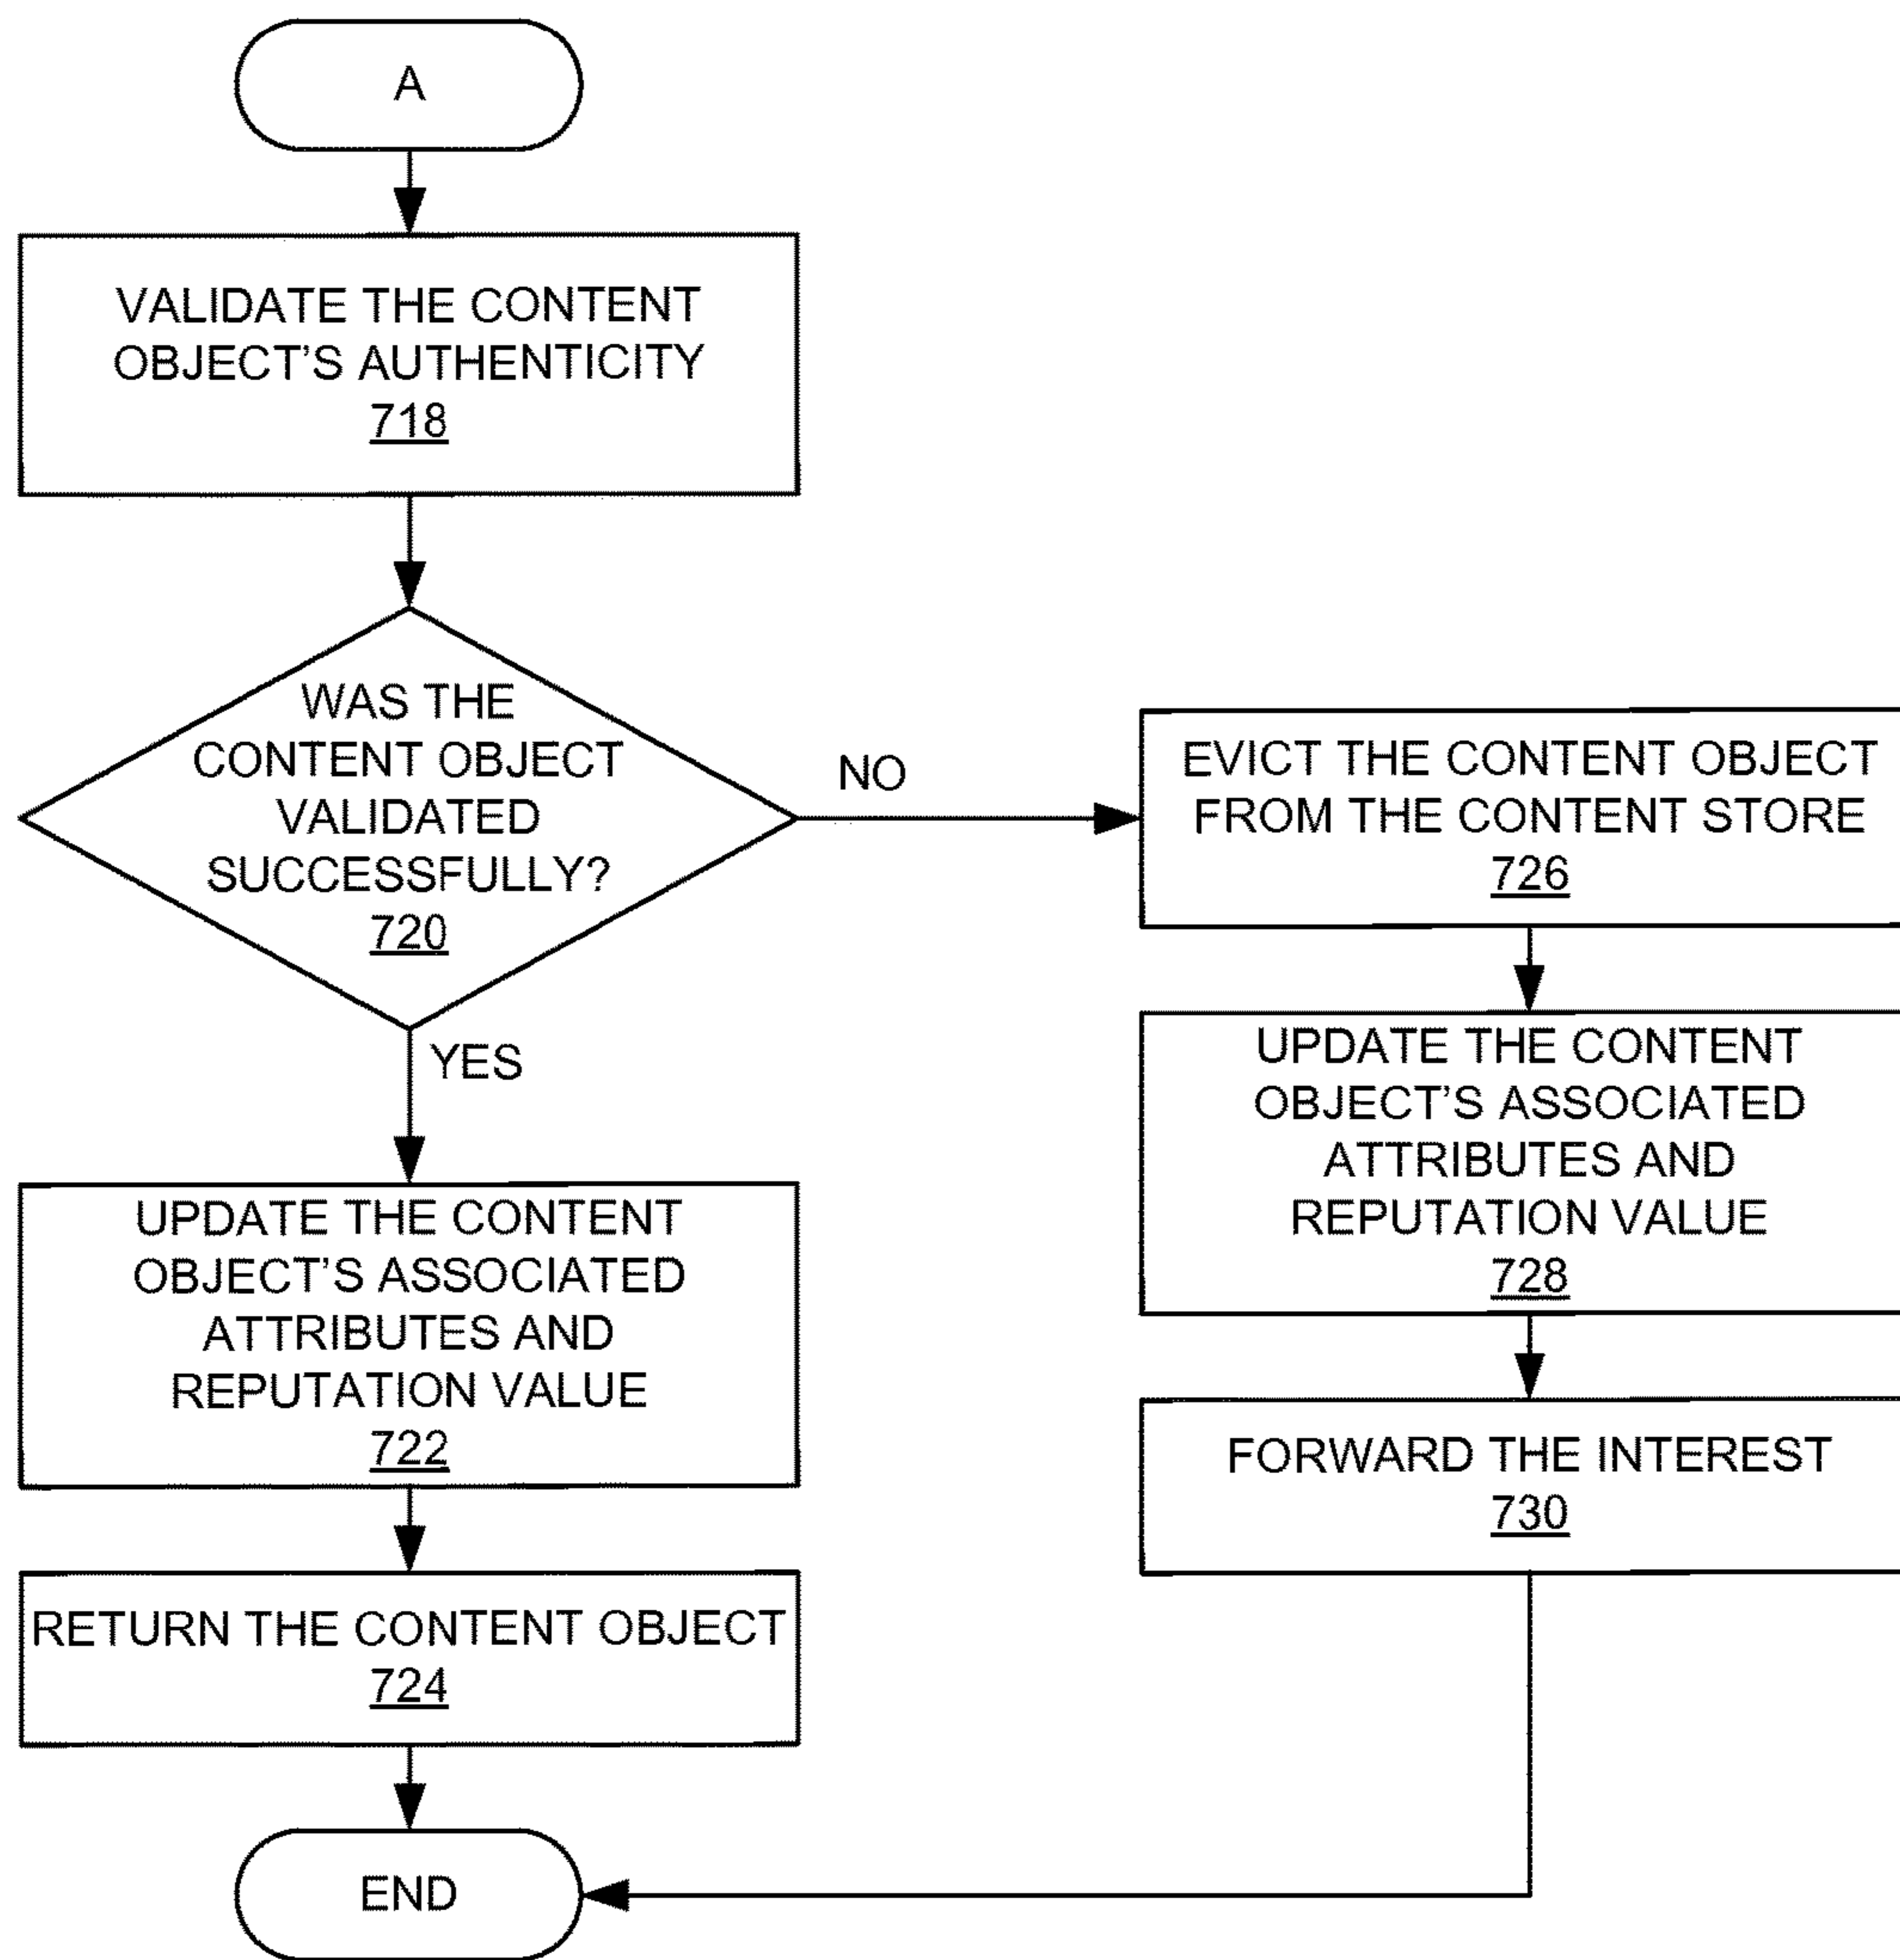 A
VALIDATE THE CONTENT
OBJECT'S AUTHENTICITY
718
WAS THE
CONTENT OBJECT
VALIDATED
SUCCESSFULLY?
720
NO
YES
EVICT THE CONTENT OBJECT
FROM THE CONTENT STORE
726
UPDATE THE CONTENT
OBJECT'S ASSOCIATED
ATTRIBUTES AND
REPUTATION VALUE
728
FORWARD THE INTEREST
730
UPDATE THE CONTENT
OBJECT'S ASSOCIATED
ATTRIBUTES AND
REPUTATION VALUE
722
RETURN THE CONTENT OBJECT
724
END